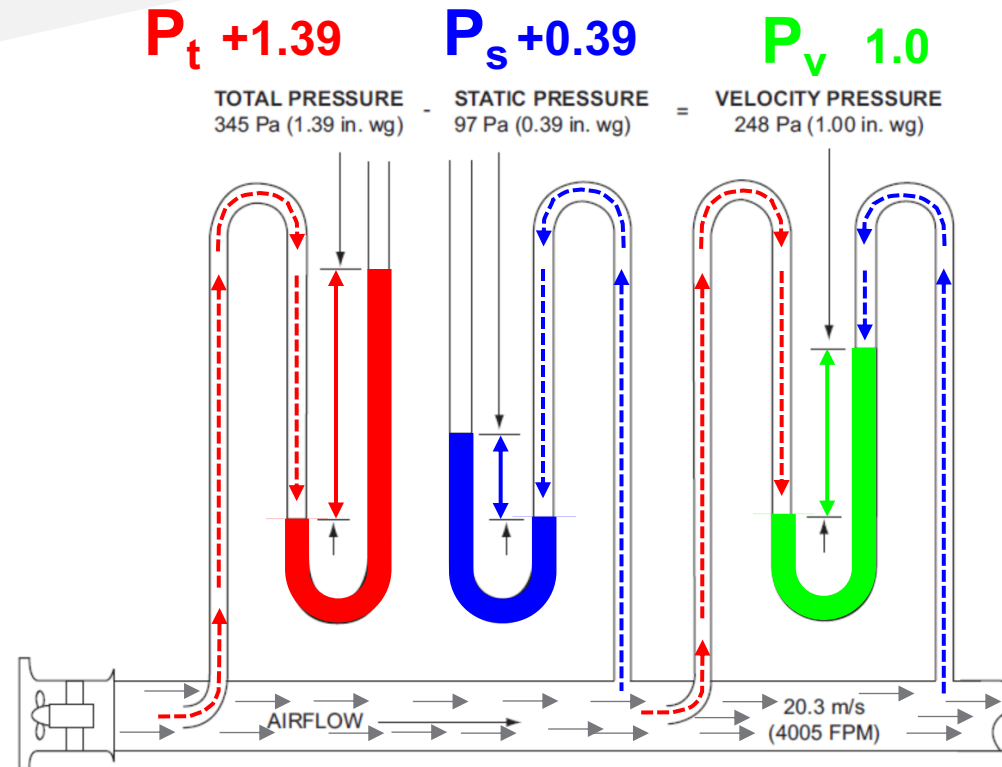 Pt +1.39 Ps +0.39 Pv 1.0
TOTAL PRESSURE - STATIC PRESSURE = VELOCITY PRESSURE
345 Pa (1.39 in. wg) 97 Pa (0.39 in. wg) 248 Pa (1.00 in. wg)
AIRFLOW
20.3 m/s
(4005 FPM)